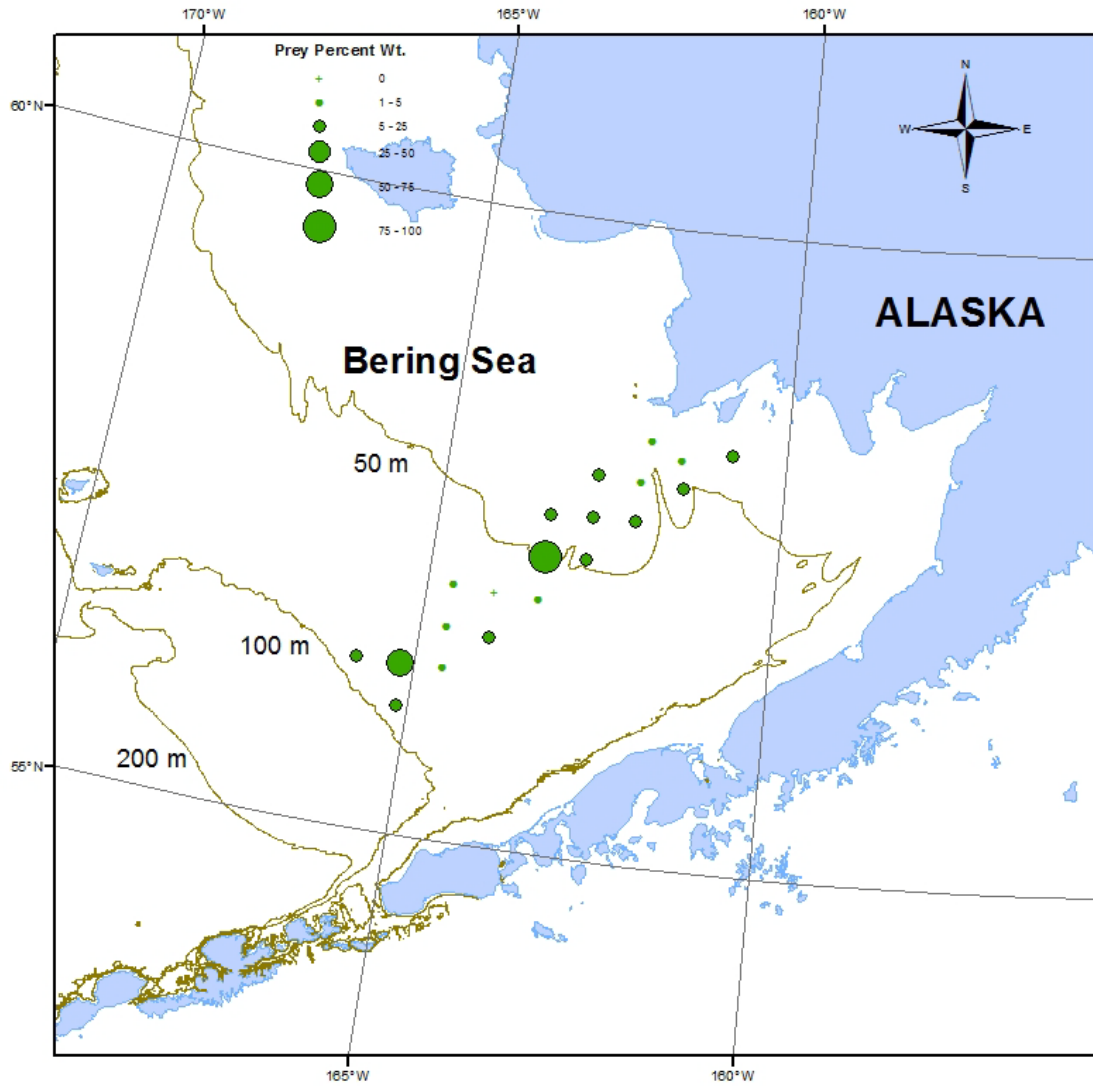 170°W 165°W 160°W
Prey Percent Wt.
0
1 - 5
5 - 25
25 - 50
50 - 75
75 - 100
N
W E
S
60°N
ALASKA
Bering Sea
50 m
100 m
200 m
55°N
165°W 160°W